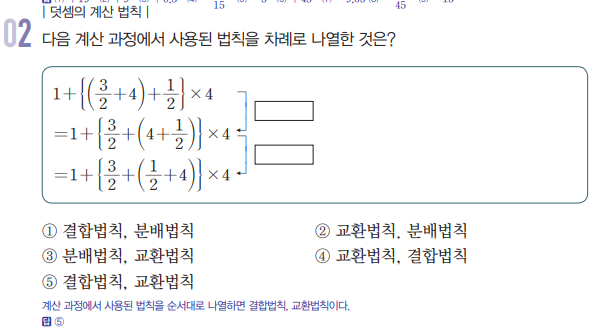 | 덧셈의 계산 법칙 |
02 다음 계산 과정에서 사용된 법칙을 차례로 나열한 것은?
1+{(3/2+4)+1/2}×4
=1+{3/2+(4+1/2)}×4
=1+{3/2+(1/2+4)}×4
① 결합법칙, 분배법칙 ② 교환법칙, 분배법칙
③ 분배법칙, 교환법칙 ④ 교환법칙, 결합법칙
⑤ 결합법칙, 교환법칙
계산 과정에서 사용된 법칙을 순서대로 나열하면 결합법칙, 교환법칙이다.
답 ⑤